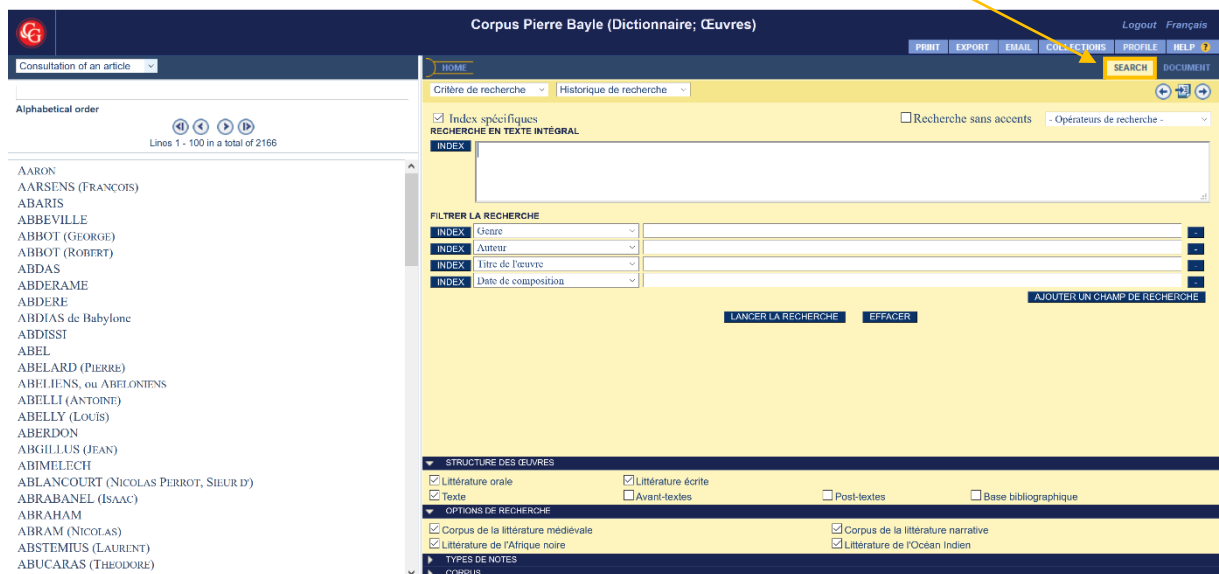 CG
Corpus Pierre Bayle (Dictionnaire; Œuvres)
Logout Français
PRINT EXPORT EMAIL COLLECTIONS PROFILE HELP ?
Consultation of an article
HOME
SEARCH DOCUMENT
Critère de recherche Historique de recherche
Alphabetical order
Linos 1 - 100 in a total of 2166
AARON
AARSENS (FRANÇOIS)
ABARIS
ABBEVILLE
ABBOT (GEORGE)
ABBOT (ROBERT)
ABDAS
ABDERAME
ABDERE
ABDIAS de Babylone
ABDISSI
ABEL
ABELARD (PIERRE)
ABELIENS, ou ABELONIENS
ABELLI (ANTOINE)
ABELLY (LOUÏS)
ABERDON
ABGILLUS (JEAN)
ABIMELECH
ABLANCOURT (NICOLAS PERROT, SIEUR D')
ABRABANEL (ISAAC)
ABRAHAM
ABRAM (NICOLAS)
ABSTEMIUS (LAURENT)
ABUCARAS (THEODORE)
Index spécifiques
Recherche sans accents - Opérateurs de recherche -
RECHERCHE EN TEXTE INTÉGRAL
INDEX
FILTRER LA RECHERCHE
INDEX Genre -
INDEX Auteur -
INDEX Titre de l'œuvre -
INDEX Date de composition -
AJOUTER UN CHAMP DE RECHERCHE
LANCER LA RECHERCHE EFFACER
STRUCTURE DES ŒUVRES
Littérature orale Littérature écrite
Texte Avant-textes Post-textes Base bibliographique
OPTIONS DE RECHERCHE
Corpus de la littérature médiévale Corpus de la littérature narrative
Littérature de l'Afrique noire Littérature de l'Océan Indien
TYPES DE NOTES
CORPUS